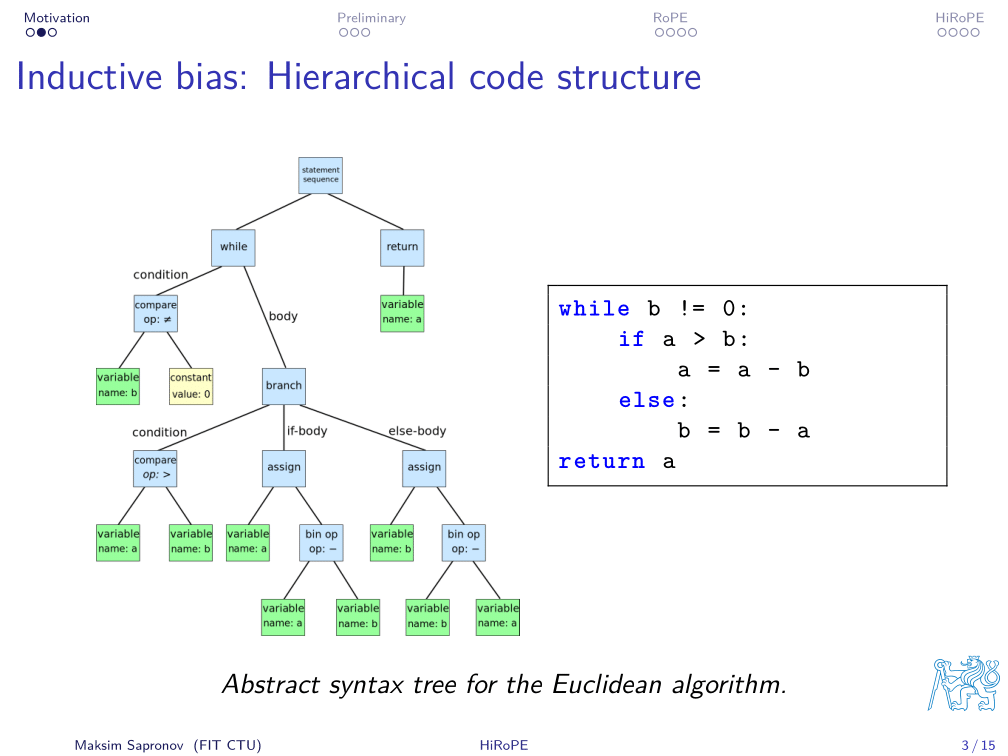 Motivation Preliminary RoPE HiRoPE
Inductive bias: Hierarchical code structure
statement
sequence
while
return
condition
body
compare
op: ≠
variable
name: a
variable
name: b
constant
value: 0
branch
condition
if-body
else-body
compare
op: >
assign
assign
variable
name: a
variable
name: b
variable
name: a
bin op
op: −
variable
name: b
bin op
op: −
variable
name: a
variable
name: b
variable
name: b
variable
name: a
while b != 0:
if a > b:
a = a - b
else:
b = b - a
return a
Abstract syntax tree for the Euclidean algorithm.
Maksim Sapronov (FIT CTU) HiRoPE 3 / 15